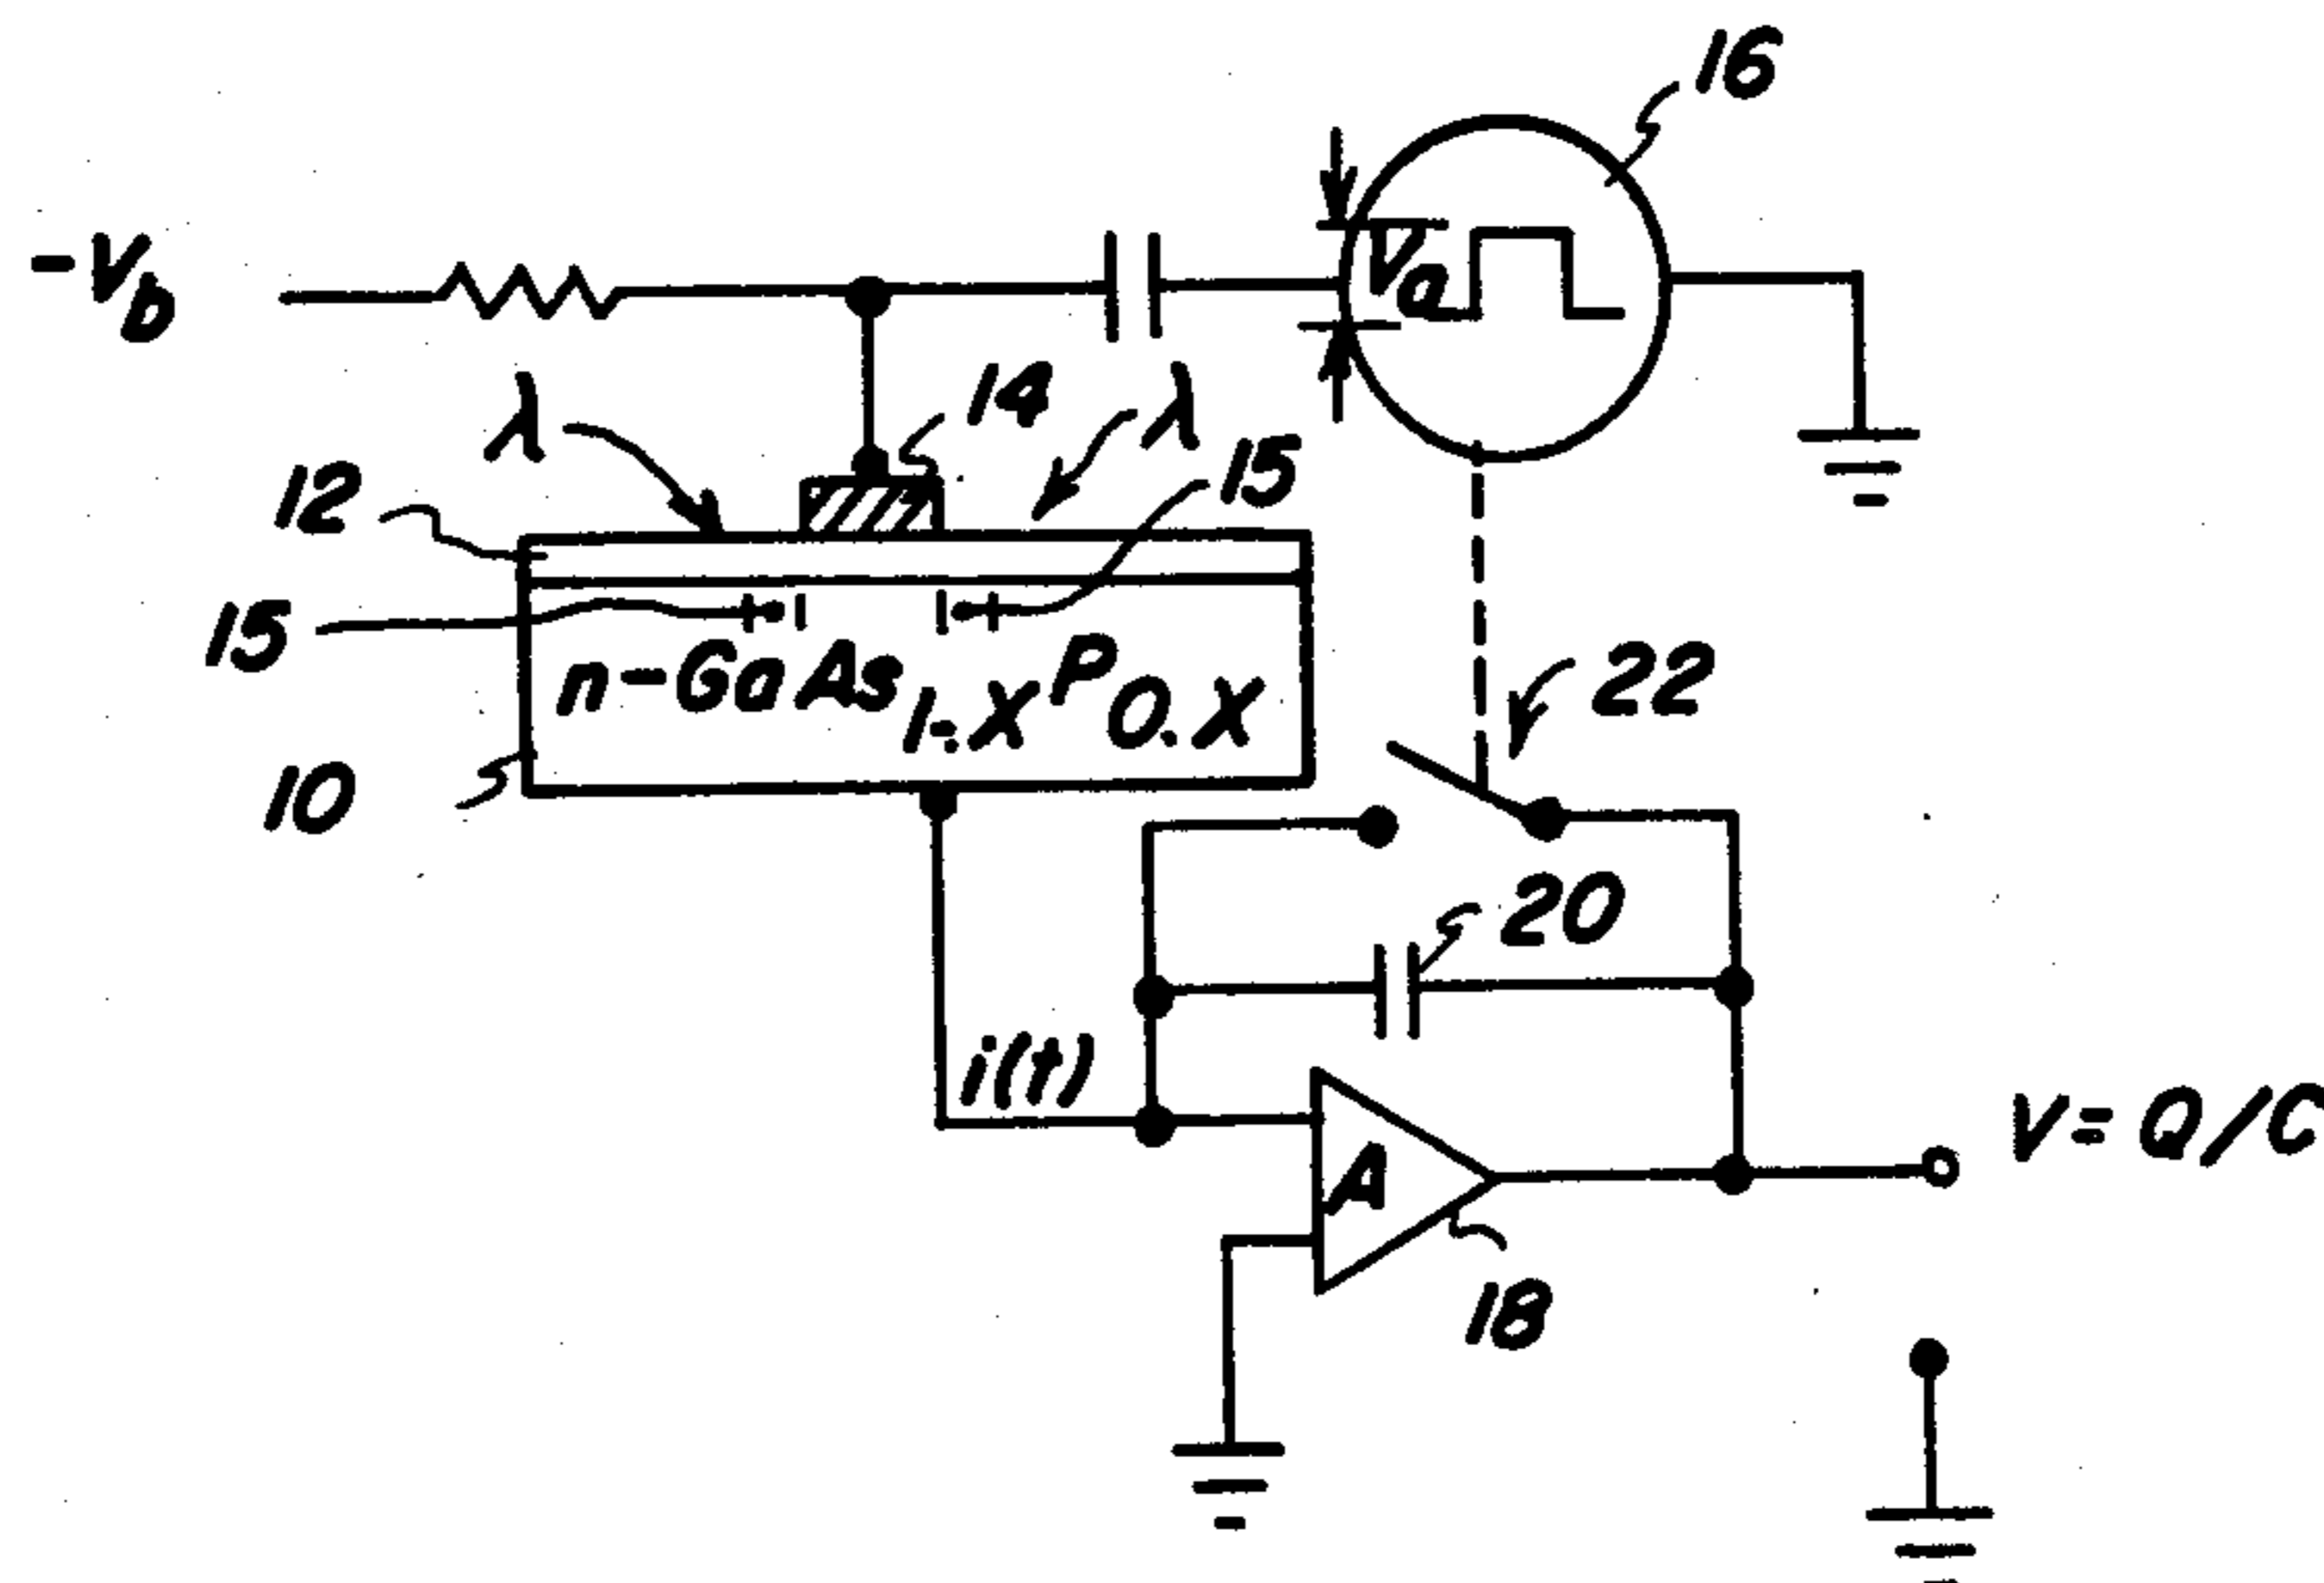 16
-Vb
Va
λ
14
λ
12
15
15
n-GaAs1-.XP0.X
10
22
20
i(t)
A
V=Q/C
18